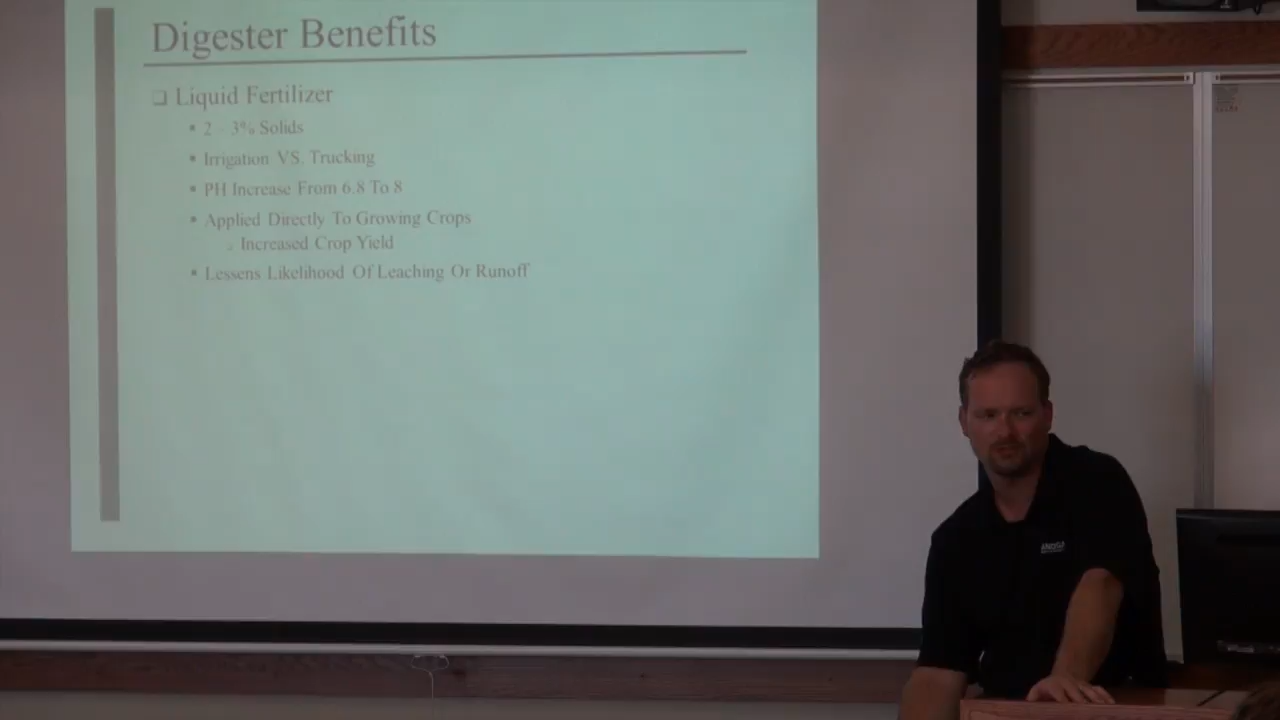 Digester Benefits
Liquid Fertilizer
2 - 3% Solids
Irrigation VS. Trucking
PH Increase From 6.8 To 8
Applied Directly To Growing Crops
Increased Crop Yield
Lessens Likelihood Of Leaching Or Runoff